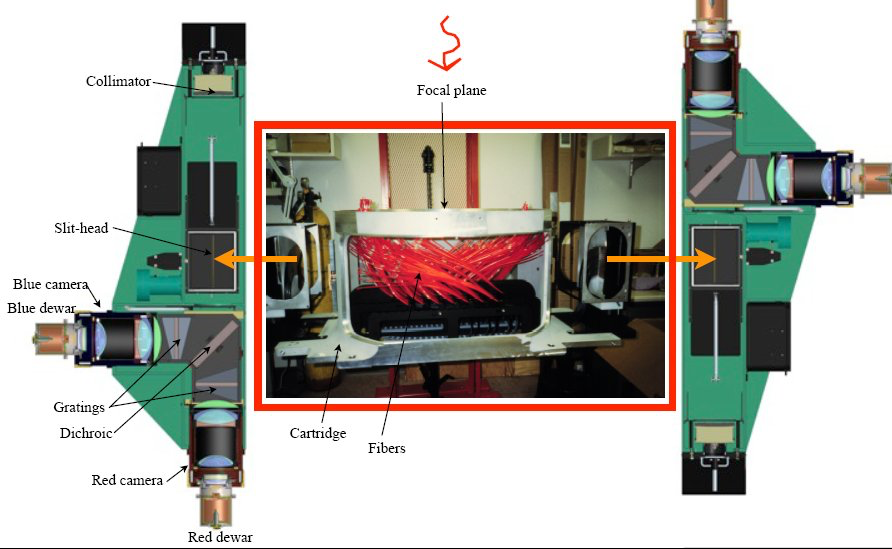 Collimator
Focal plane
Slit-head
Blue camera
Blue dewar
Gratings
Dichroic
Cartridge
Fibers
Red camera
Red dewar